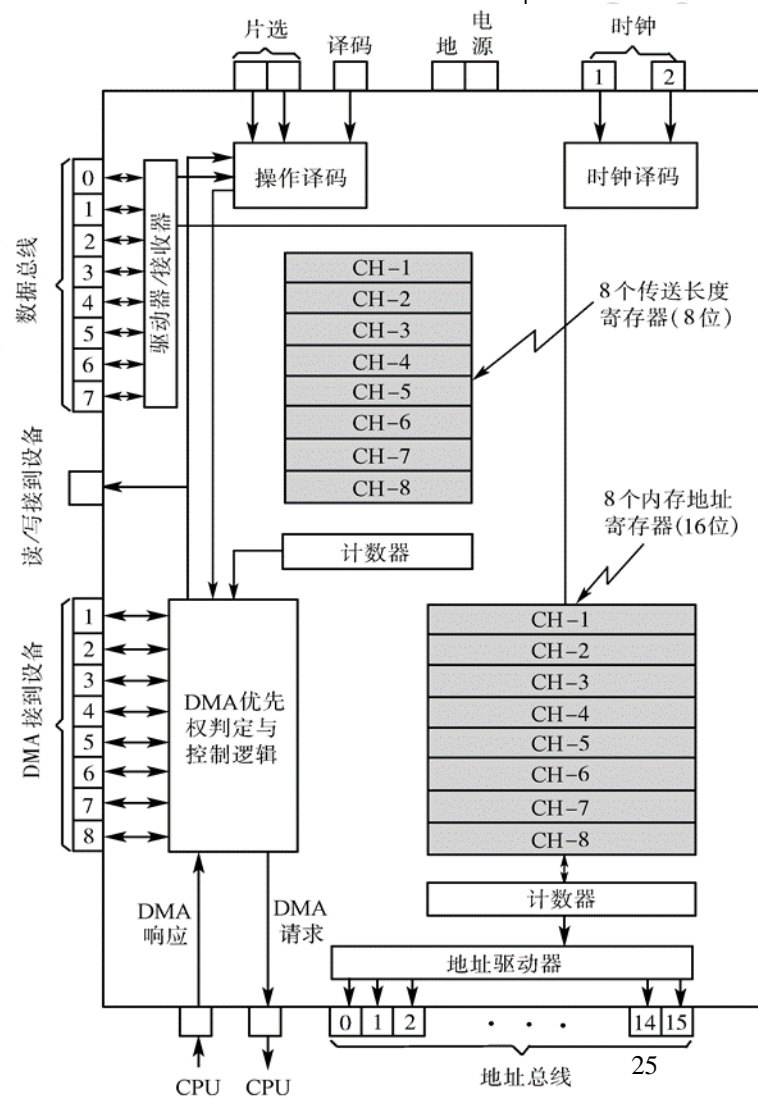 片选
译码
地
电源
时钟
1
2
操作译码
时钟译码
数据总线
0
1
2
3
4
5
6
7
驱动器/接收器
CH-1
CH-2
CH-3
CH-4
CH-5
CH-6
CH-7
CH-8
8个传送长度
寄存器(8位)
读/写接到设备
计数器
8个内存地址
寄存器(16位)
DMA接到设备
1
2
3
4
5
6
7
8
DMA优先
权判定与
控制逻辑
CH-1
CH-2
CH-3
CH-4
CH-5
CH-6
CH-7
CH-8
计数器
DMA
响应
DMA
请求
地址驱动器
0
1
2
· · ·
14
15
CPU
CPU
地址总线
25